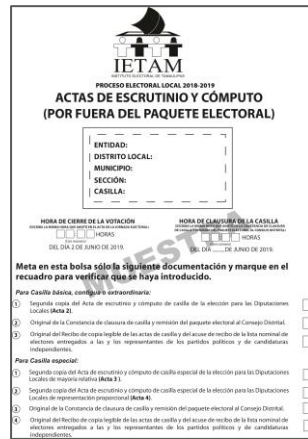 IETAM
INSTITUTO ELECTORAL DE TAMAULIPAS
PROCESO ELECTORAL LOCAL 2018-2019
ACTAS DE ESCRUTINIO Y CÓMPUTO
(POR FUERA DEL PAQUETE ELECTORAL)
ENTIDAD:
DISTRITO LOCAL:
MUNICIPIO:
SECCIÓN:
CASILLA:
HORA DE CIERRE DE LA VOTACIÓN
HORAS
DEL DÍA 2 DE JUNIO DE 2019.
HORA DE CLAUSURA DE LA CASILLA
HORAS
DEL DÍA ____ DE JUNIO DE 2019.
MUESTRA
Meta en esta bolsa sólo la siguiente documentación y marque en el
recuadro para verificar que se haya introducido.
Para Casilla básica, contigua o extraordinaria:
1 Segunda copia del Acta de escrutinio y cómputo de casilla de la elección para las Diputaciones
Locales (Acta 2).
2 Original de la Constancia de clausura de casilla y remisión del paquete electoral al Consejo Distrital.
3 Original del Recibo de copia legible de las actas de casilla y del acuse de recibo de la lista nominal de
electores entregados a las y los representantes de los partidos políticos y de candidaturas
independientes.
Para Casilla especial:
1 Segunda copia del Acta de escrutinio y cómputo de casilla especial de la elección para las Diputaciones
Locales de mayoría relativa (Acta 3 ).
2 Segunda copia del Acta de escrutinio y cómputo de casilla especial de la elección para las Diputaciones
Locales de representación proporcional (Acta 4).
3 Original de la Constancia de clausura de casilla y remisión del paquete electoral al Consejo Distrital.
4 Original del Recibo de copia legible de las actas de casilla y del acuse de recibo de la lista nominal de
electores entregados a las y los representantes de los partidos políticos y de candidaturas
independientes.